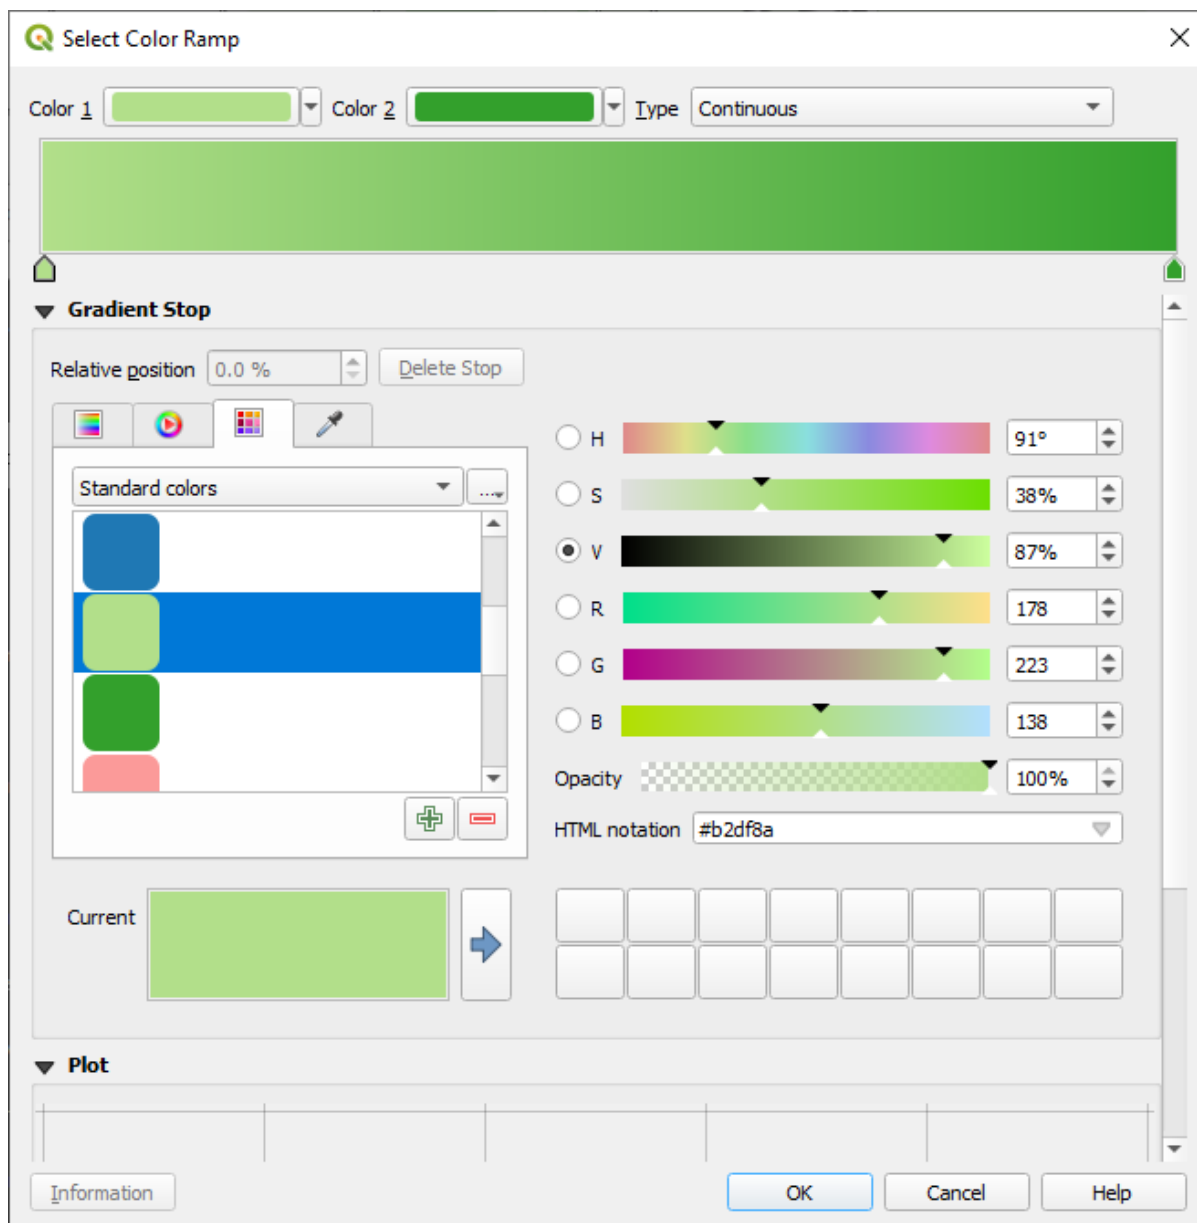 Select Color Ramp
Color 1 Color 2 Type Continuous
Gradient Stop
Relative position 0.0 % Delete Stop
H 91°
Standard colors ...
S 38%
V 87%
R 178
G 223
B 138
Opacity 100%
HTML notation #b2df8a
Current
Plot
Information OK Cancel Help